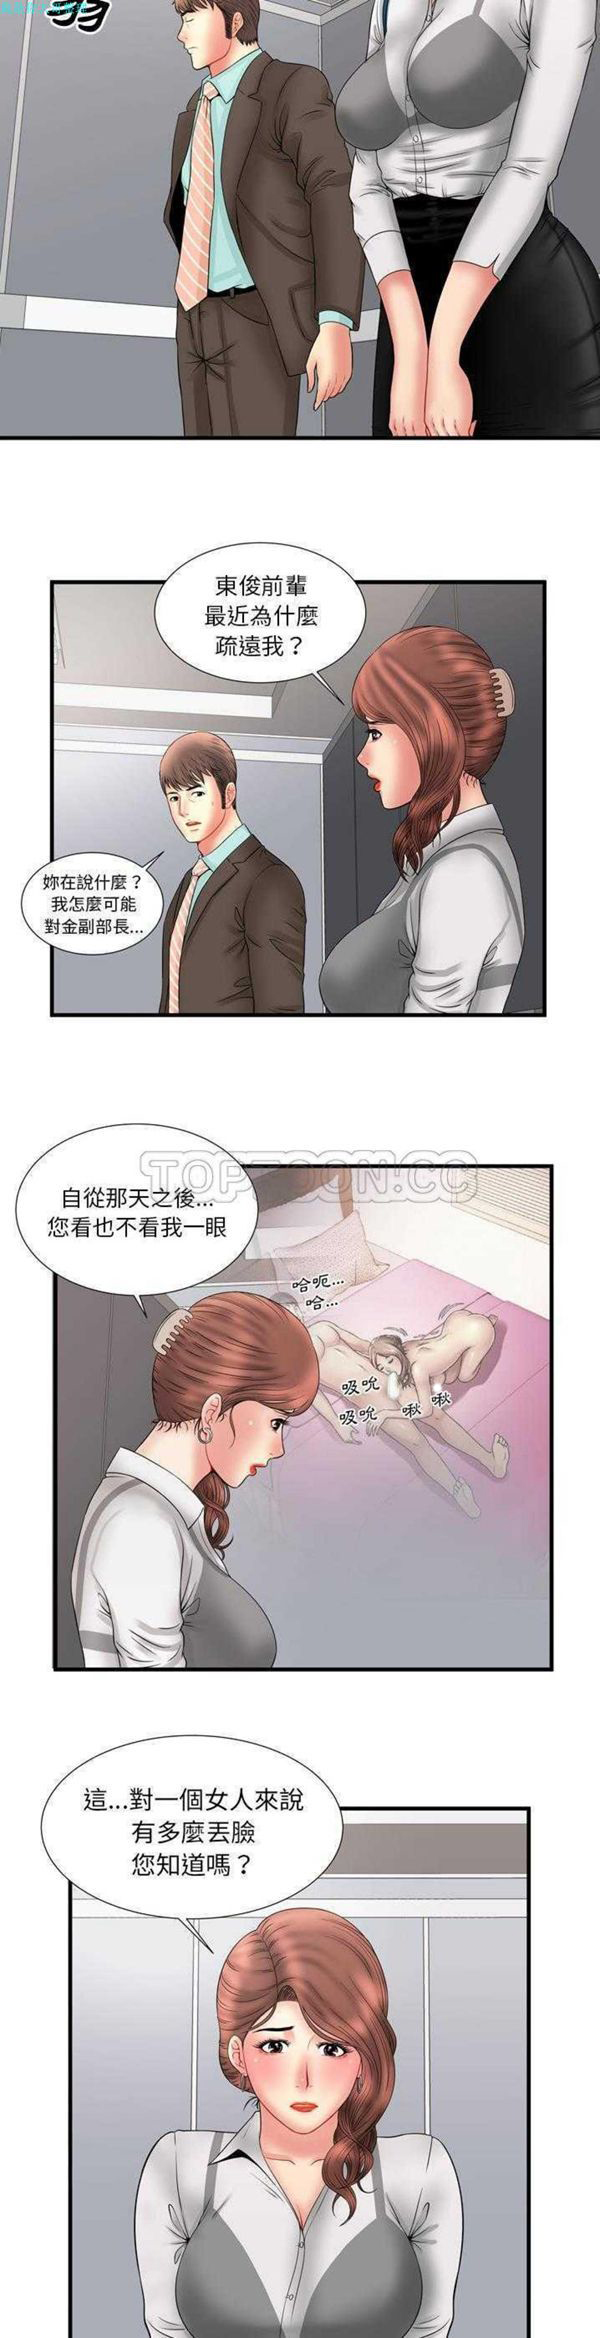 東俊前輩
最近為什麼
疏遠我？
妳在說什麼？
我怎麼可能
對金副部長...
TOPTOON.CC
自從那天之後...
您看也不看我一眼
哈呃...
哈...
吸吮
吸吮
啾
啾
這...對一個女人來說
有多麼丟臉
您知道嗎？